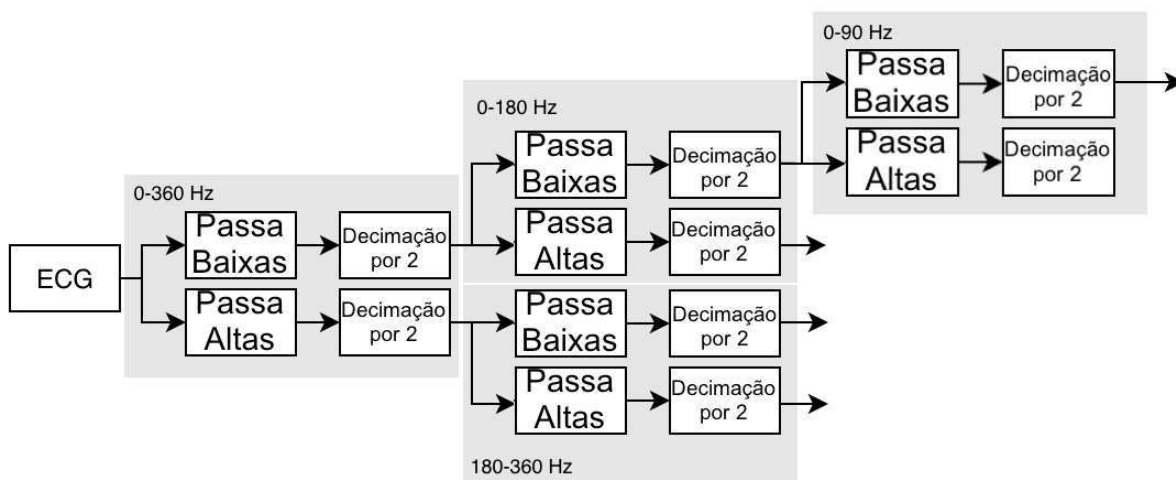 ECG
0-360 Hz
Passa
Baixas
Decimação
por 2
Passa
Altas
Decimação
por 2
0-180 Hz
Passa
Baixas
Decimação
por 2
Passa
Altas
Decimação
por 2
Passa
Baixas
Decimação
por 2
Passa
Altas
Decimação
por 2
180-360 Hz
0-90 Hz
Passa
Baixas
Decimação
por 2
Passa
Altas
Decimação
por 2